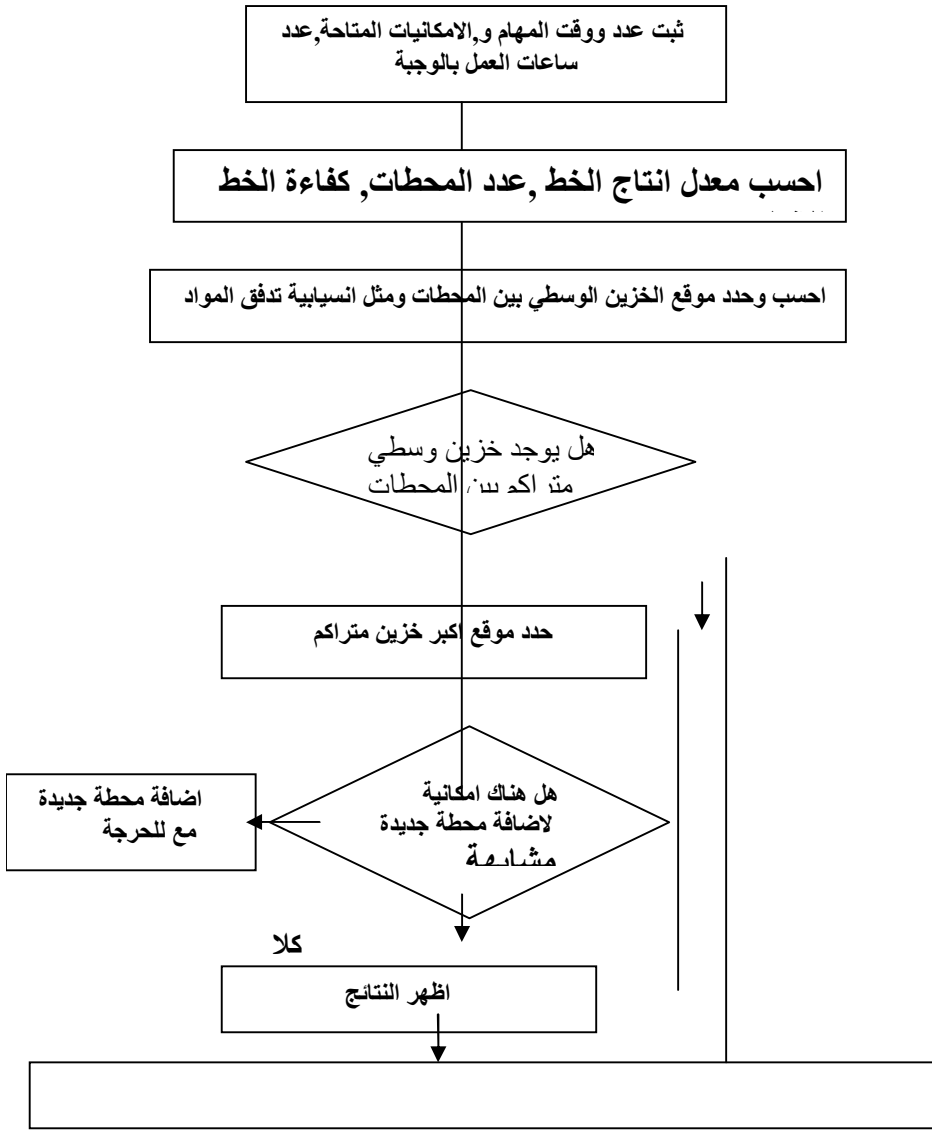 ثبت عدد ووقت المهام و,الامكانيات المتاحة,عدد
ساعات العمل بالوجبة
احسب معدل انتاج الخط ,عدد المحطات, كفاءة الخط
احسب وحدد موقع الخزين الوسطي بين المحطات ومثل انسيابية تدفق المواد
هل يوجد خزين وسطي
متراكم بين المحطات
حدد موقع اكبر خزين متراكم
هل هناك امكانية
لاضافة محطة جديدة
مشابهة
اضافة محطة جديدة
مع للحرجة
كلا
اظهر النتائج